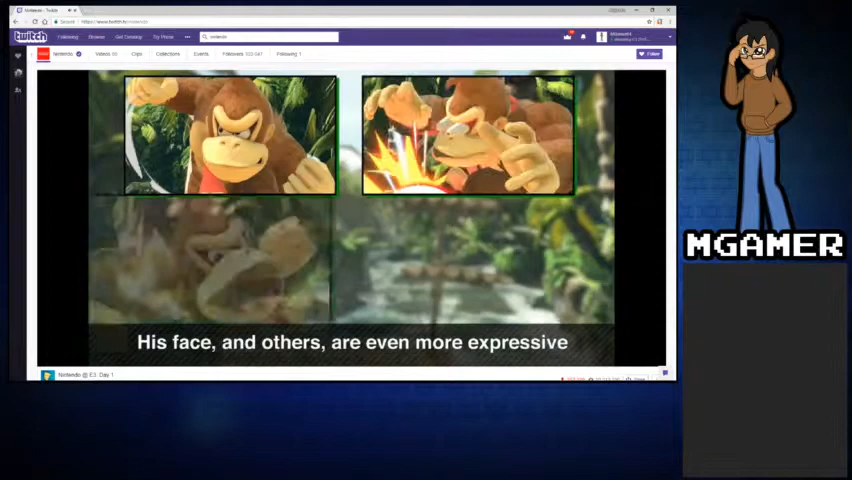 twitch
Following
Browse
Get Desktop
Try Prime
nintendo
Videos
Clips
Collections
Events
Followers
Following 1
Follow
His face, and others, are even more expressive
Nintendo @ E3: Day 1
MGAMER